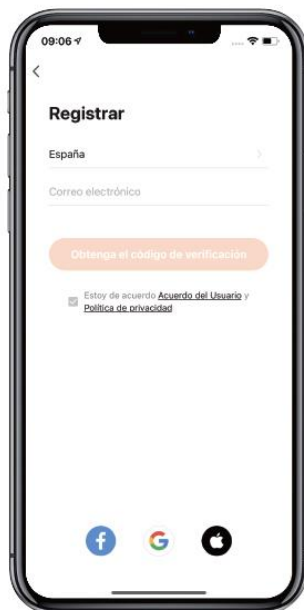 09:06
Registrar
España
Correo electrónico
Obtenga el código de verificación
Estoy de acuerdo Acuerdo del Usuario y
Política de privacidad